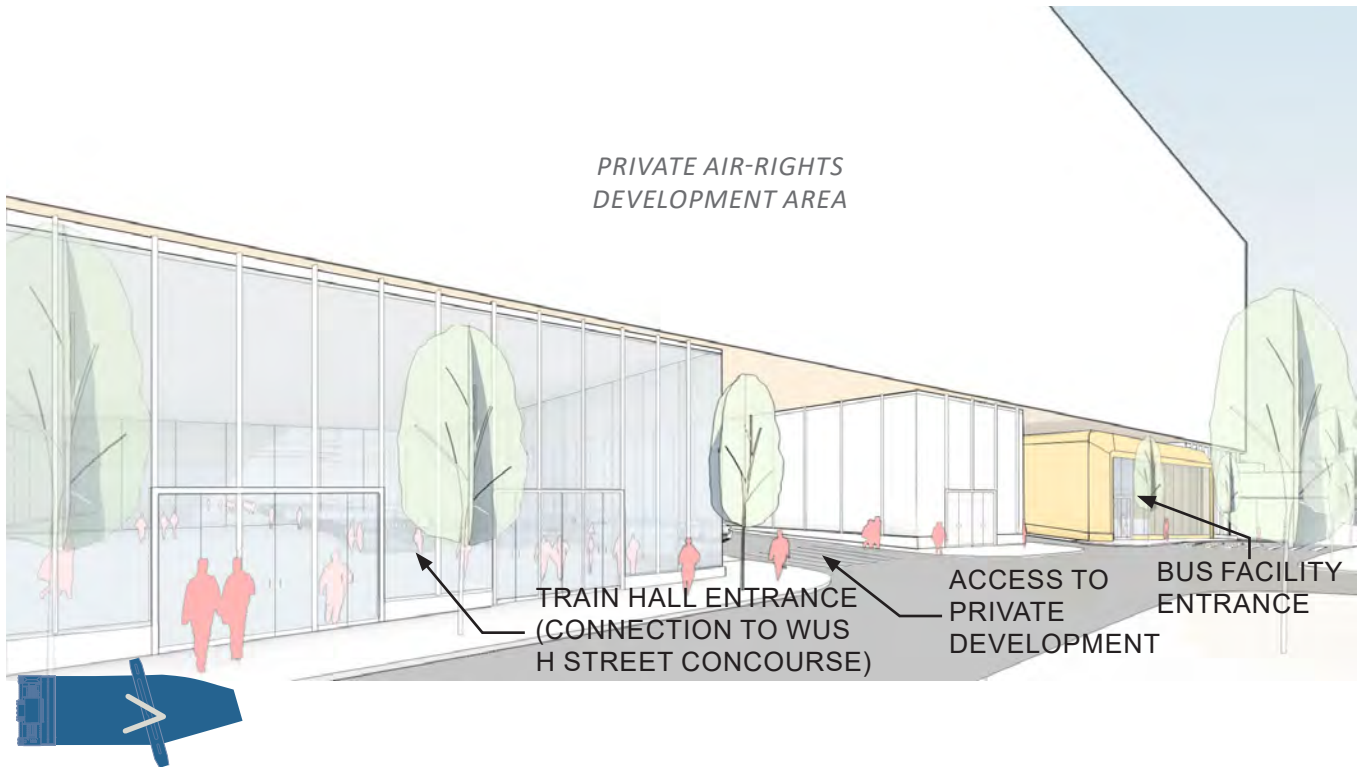 PRIVATE AIR-RIGHTS
DEVELOPMENT AREA
TRAIN HALL ENTRANCE
(CONNECTION TO WUS
H STREET CONCOURSE)
ACCESS TO
PRIVATE
DEVELOPMENT
BUS FACILITY
ENTRANCE